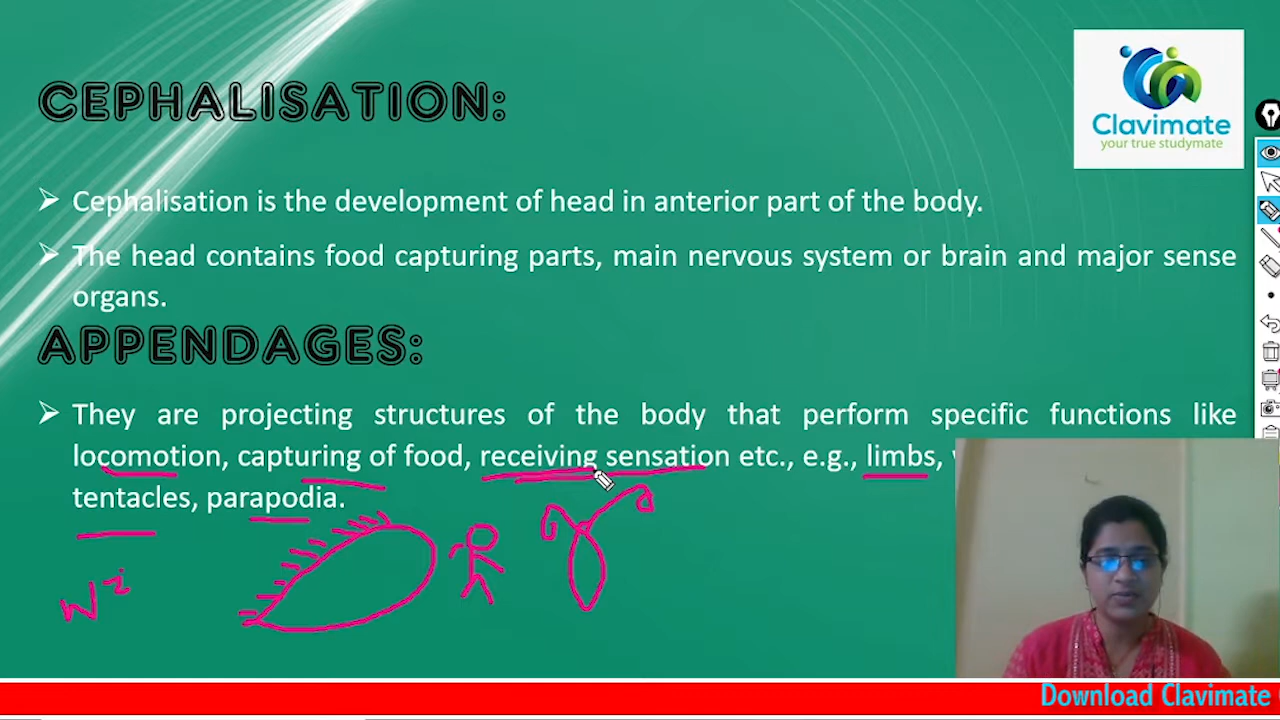 CEPHALISATION:
Clavimate
your true studymate
Cephalisation is the development of head in anterior part of the body.
The head contains food capturing parts, main nervous system or brain and major sense
organs.
APPENDAGES:
They are projecting structures of the body that perform specific functions like
locomotion, capturing of food, receiving sensation etc., e.g., limbs,
tentacles, parapodia.
Download Clavimate